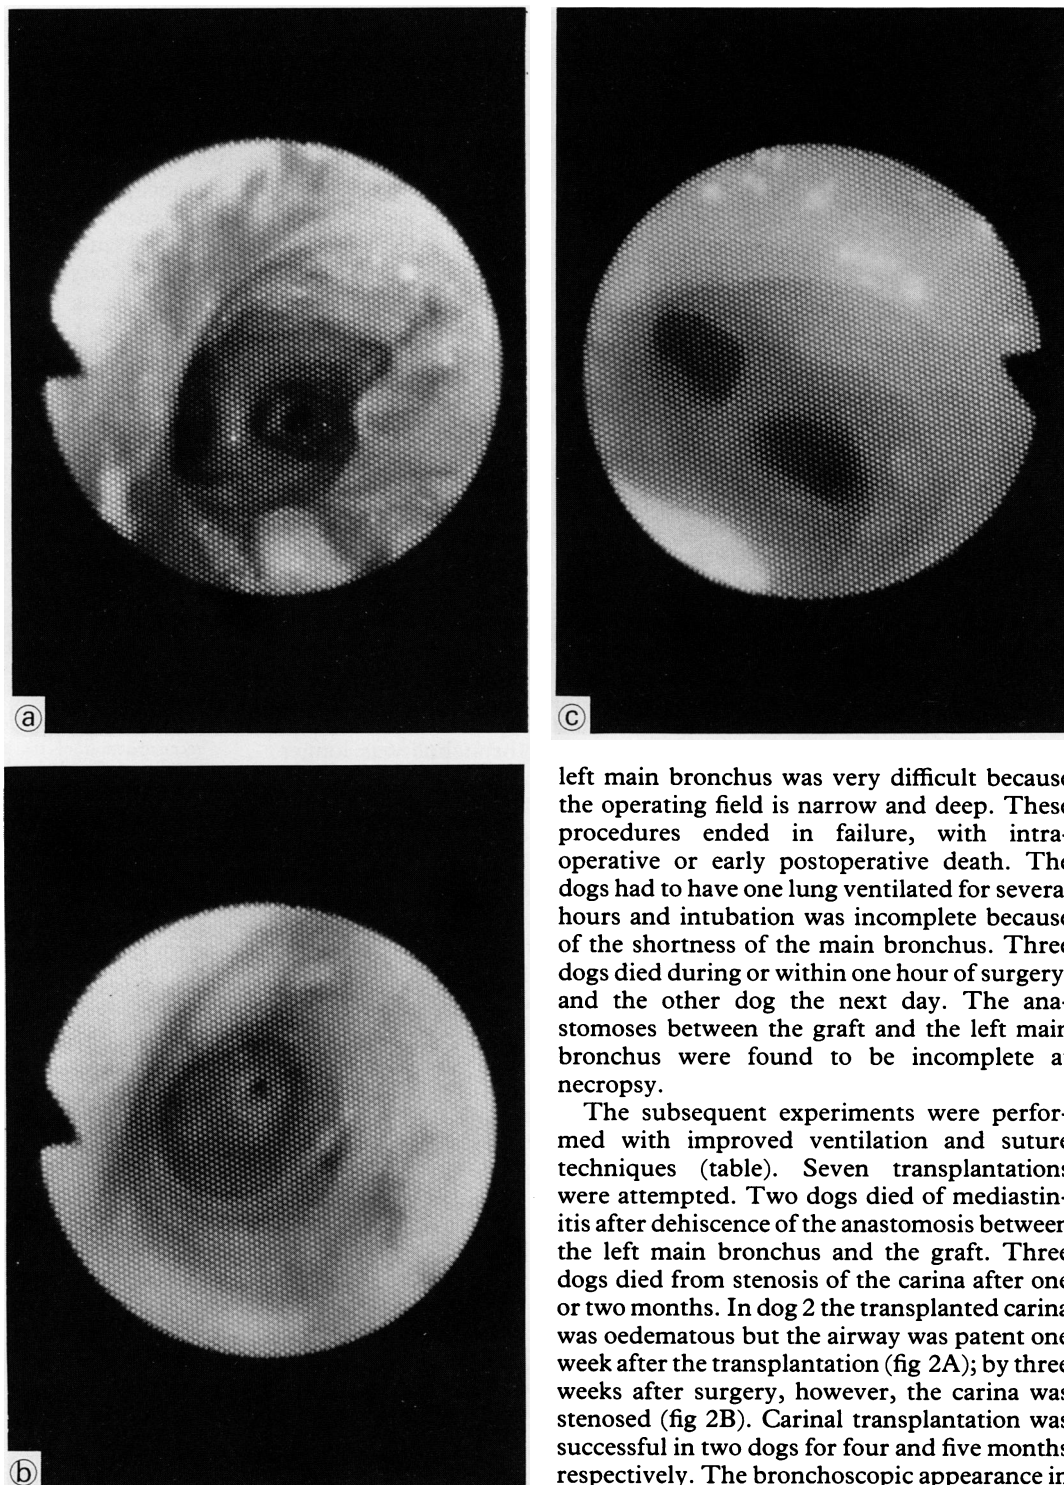 a
c
b
left main bronchus was very difficult because
the operating field is narrow and deep. These
procedures ended in failure, with intra-
operative or early postoperative death. The
dogs had to have one lung ventilated for several
hours and intubation was incomplete because
of the shortness of the main bronchus. Three
dogs died during or within one hour of surgery
and the other dog the next day. The ana-
stomoses between the graft and the left main
bronchus were found to be incomplete at
necropsy.
The subsequent experiments were perfor-
med with improved ventilation and suture
techniques (table). Seven transplantations
were attempted. Two dogs died of mediastin-
itis after dehiscence of the anastomosis between
the left main bronchus and the graft. Three
dogs died from stenosis of the carina after one
or two months. In dog 2 the transplanted carina
was oedematous but the airway was patent one
week after the transplantation (fig 2A); by three
weeks after surgery, however, the carina was
stenosed (fig 2B). Carinal transplantation was
successful in two dogs for four and five months
respectively. The bronchoscopic appearance in